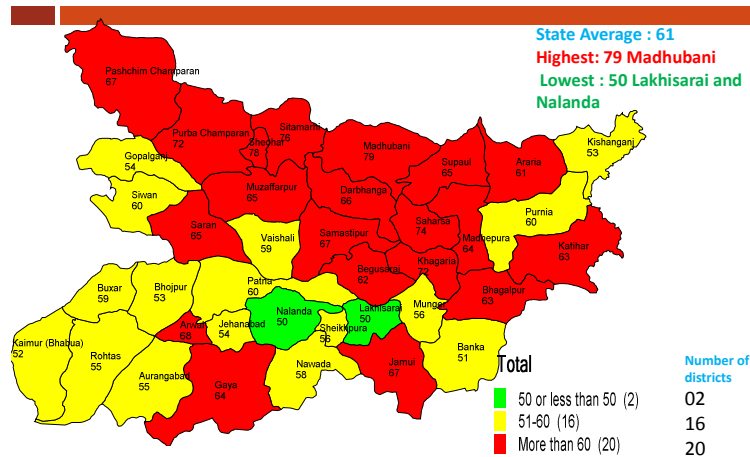 State Average : 61
Highest: 79 Madhubani
Lowest : 50 Lakhisarai and
Nalanda
Pashchim Champaran
67
Purba Champaran
72
Sheohar
78
Sitamarhi
76
Madhubani
79
Supaul
65
Araria
61
Kishanganj
53
Gopalganj
54
Siwan
60
Muzaffarpur
65
Darbhanga
66
Saharsa
74
Madhepura
64
Purnia
60
Katihar
63
Saran
65
Vaishali
59
Samastipur
67
Begusarai
62
Khagaria
72
Bhagalpur
63
Buxar
59
Bhojpur
53
Patna
60
Nalanda
50
Lakhisarai
50
Munger
56
Sheikhpura
56
Kaimur (Bhabua)
52
Rohtas
55
Arwal
68
Jehanabad
54
Aurangabad
55
Gaya
64
Nawada
58
Jamui
67
Banka
51
Total
Number of
districts
50 or less than 50 (2)
02
51-60 (16)
16
More than 60 (20)
20